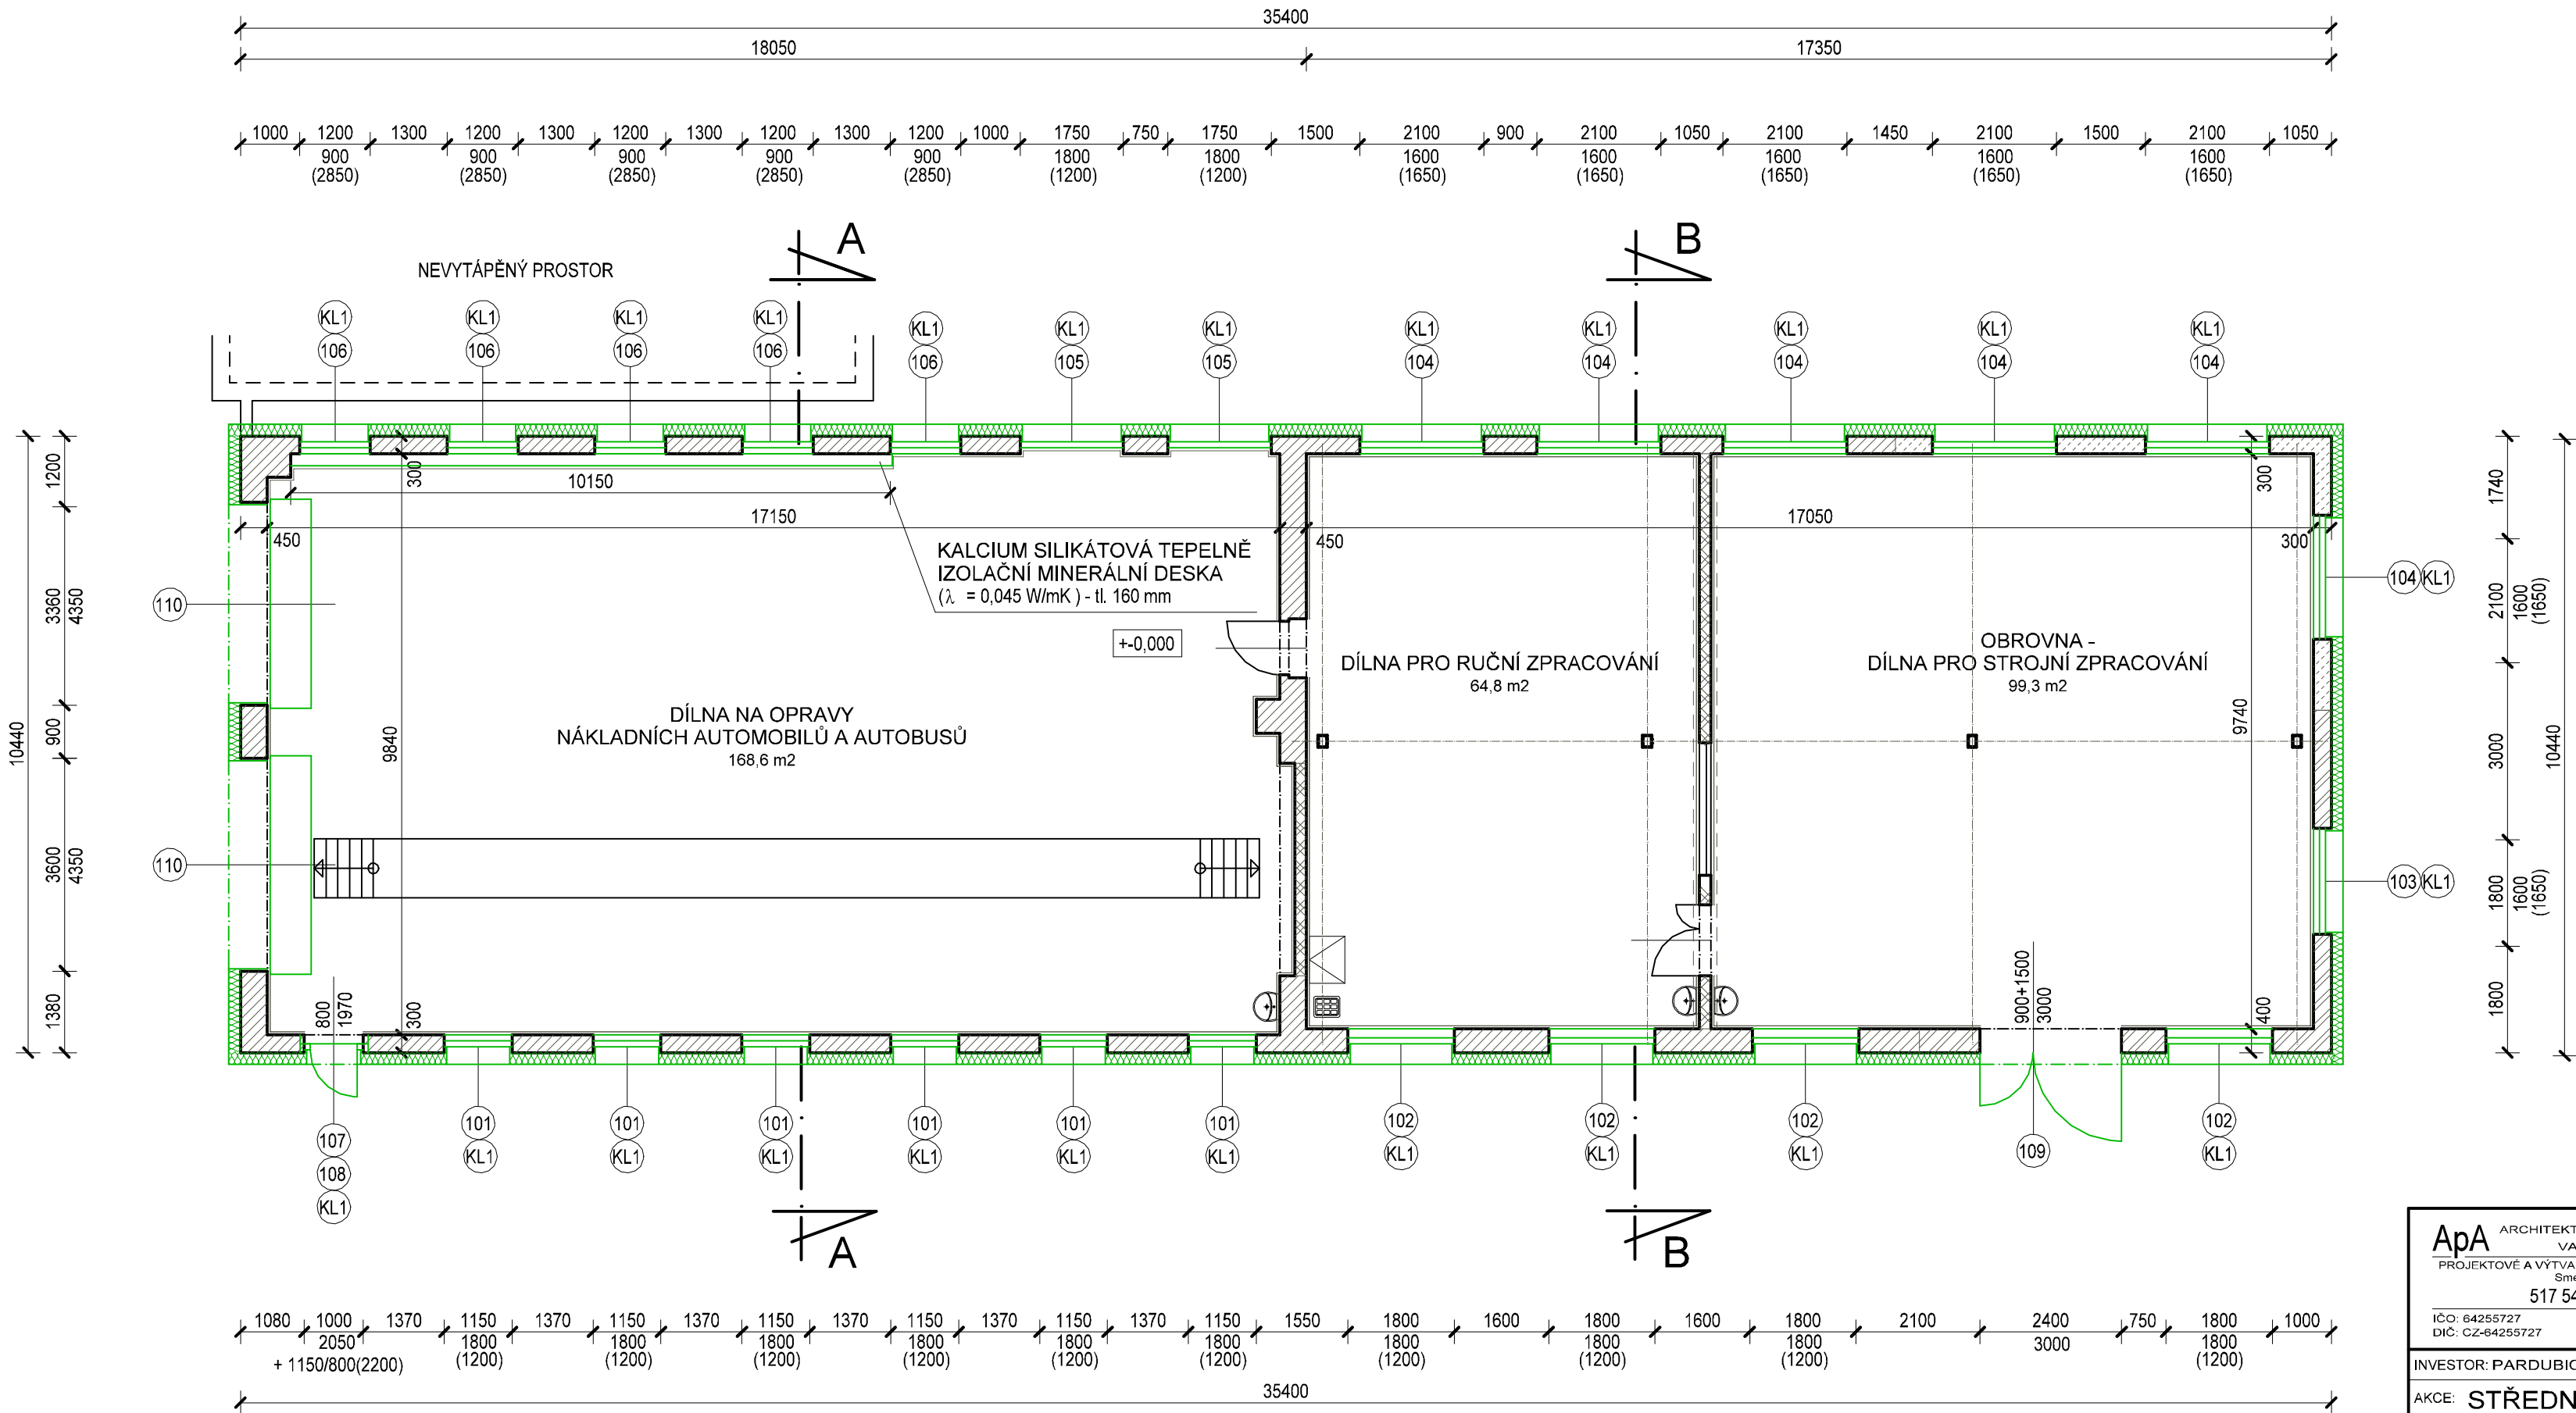 35400
18050 17350
1000 1200 1300 1200 1300 1200 1300 1200 1300 1200 1000 1750 750 1750 1500 2100 900 2100 1050 2100 1450 2100 1500 2100 1050
900 900 900 900 900 1800 1800 1600 1600 1600 1600 1600
(2850) (2850) (2850) (2850) (2850) (1200) (1200) (1650) (1650) (1650) (1650) (1650)
A B
NEVYTÁPĚNÝ PROSTOR
KL1 KL1 KL1 KL1 KL1 KL1 KL1 KL1 KL1 KL1 KL1 KL1
106 106 106 106 106 105 105 104 104 104 104 104
10440
1200
3360
4350
900
3600
4350
1380
110
110
300
10150
17150
450
9840
300
KALCIUM SILIKÁTOVÁ TEPELNĚ
IZOLAČNÍ MINERÁLNÍ DESKA
(λ = 0,045 W/mK ) - tl. 160 mm
+-0,000
DÍLNA NA OPRAVY
NÁKLADNÍCH AUTOMOBILŮ A AUTOBUSŮ
168,6 m2
450
17050
300
300
DÍLNA PRO RUČNÍ ZPRACOVÁNÍ
64,8 m2
OBROVNA -
DÍLNA PRO STROJNÍ ZPRACOVÁNÍ
99,3 m2
9740
400
104 KL1
103 KL1
1740
2100
1600
(1650)
3000
1800
1600
(1650)
1800
10440
800
1970
900+1500
3000
107
108
KL1
101 101 101 101 101 101 102 102 102 109 102
KL1 KL1 KL1 KL1 KL1 KL1 KL1 KL1 KL1 KL1
A B
1080 1000 1370 1150 1370 1150 1370 1150 1370 1150 1370 1150 1370 1150 1550 1800 1600 1800 1600 1800 2100 2400 750 1800 1000
2050 1800 1800 1800 1800 1800 1800 1800 1800 1800 3000 1800
+ 1150/800(2200) (1200) (1200) (1200) (1200) (1200) (1200) (1200) (1200) (1200) (1200)
35400
ApA ARCHITEKT
VA
PROJEKTOVÉ A VÝTVA
Sme
517 54
IČO: 64255727
DIČ: CZ-64255727
INVESTOR: PARDUBIC
AKCE: STŘEDN